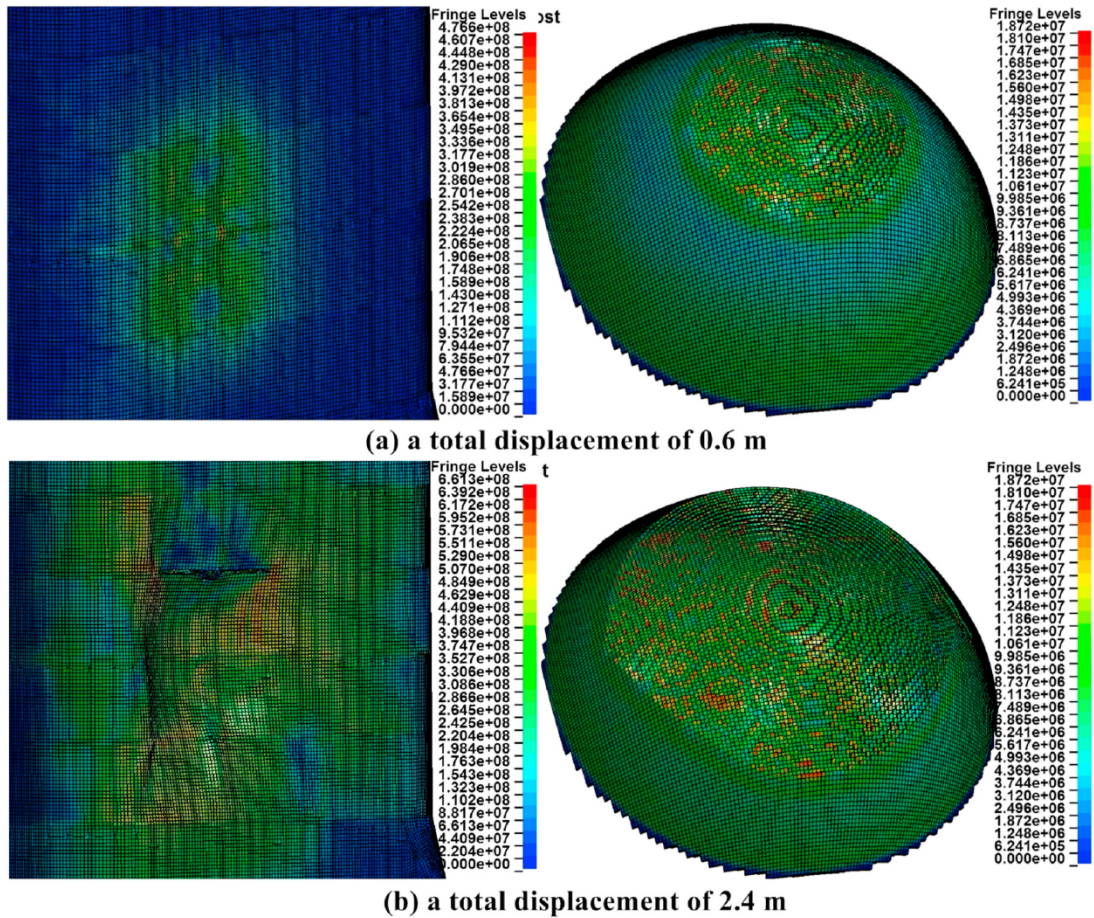 Fringe Levels
4.766e+08
4.607e+08
4.448e+08
4.290e+08
4.131e+08
3.972e+08
3.813e+08
3.654e+08
3.495e+08
3.336e+08
3.177e+08
3.019e+08
2.860e+08
2.701e+08
2.542e+08
2.383e+08
2.224e+08
2.065e+08
1.906e+08
1.748e+08
1.589e+08
1.430e+08
1.271e+08
1.112e+08
9.532e+07
7.944e+07
6.355e+07
4.766e+07
3.177e+07
1.589e+07
0.000e+00
ost
Fringe Levels
1.872e+07
1.810e+07
1.747e+07
1.685e+07
1.623e+07
1.560e+07
1.498e+07
1.435e+07
1.373e+07
1.311e+07
1.248e+07
1.186e+07
1.123e+07
1.061e+07
9.985e+06
9.361e+06
8.737e+06
8.113e+06
7.489e+06
6.865e+06
6.241e+06
5.617e+06
4.993e+06
4.369e+06
3.744e+06
3.120e+06
2.496e+06
1.872e+06
1.248e+06
6.241e+05
0.000e+00
(a) a total displacement of 0.6 m
Fringe Levels
6.613e+08
6.392e+08
6.172e+08
5.952e+08
5.731e+08
5.511e+08
5.290e+08
5.070e+08
4.849e+08
4.629e+08
4.409e+08
4.188e+08
3.968e+08
3.747e+08
3.527e+08
3.306e+08
3.086e+08
2.866e+08
2.645e+08
2.425e+08
2.204e+08
1.984e+08
1.763e+08
1.543e+08
1.323e+08
1.102e+08
8.817e+07
6.613e+07
4.409e+07
2.204e+07
0.000e+00
t
Fringe Levels
1.872e+07
1.810e+07
1.747e+07
1.685e+07
1.623e+07
1.560e+07
1.498e+07
1.435e+07
1.373e+07
1.311e+07
1.248e+07
1.186e+07
1.123e+07
1.061e+07
9.985e+06
9.361e+06
8.737e+06
8.113e+06
7.489e+06
6.865e+06
6.241e+06
5.617e+06
4.993e+06
4.369e+06
3.744e+06
3.120e+06
2.496e+06
1.872e+06
1.248e+06
6.241e+05
0.000e+00
(b) a total displacement of 2.4 m